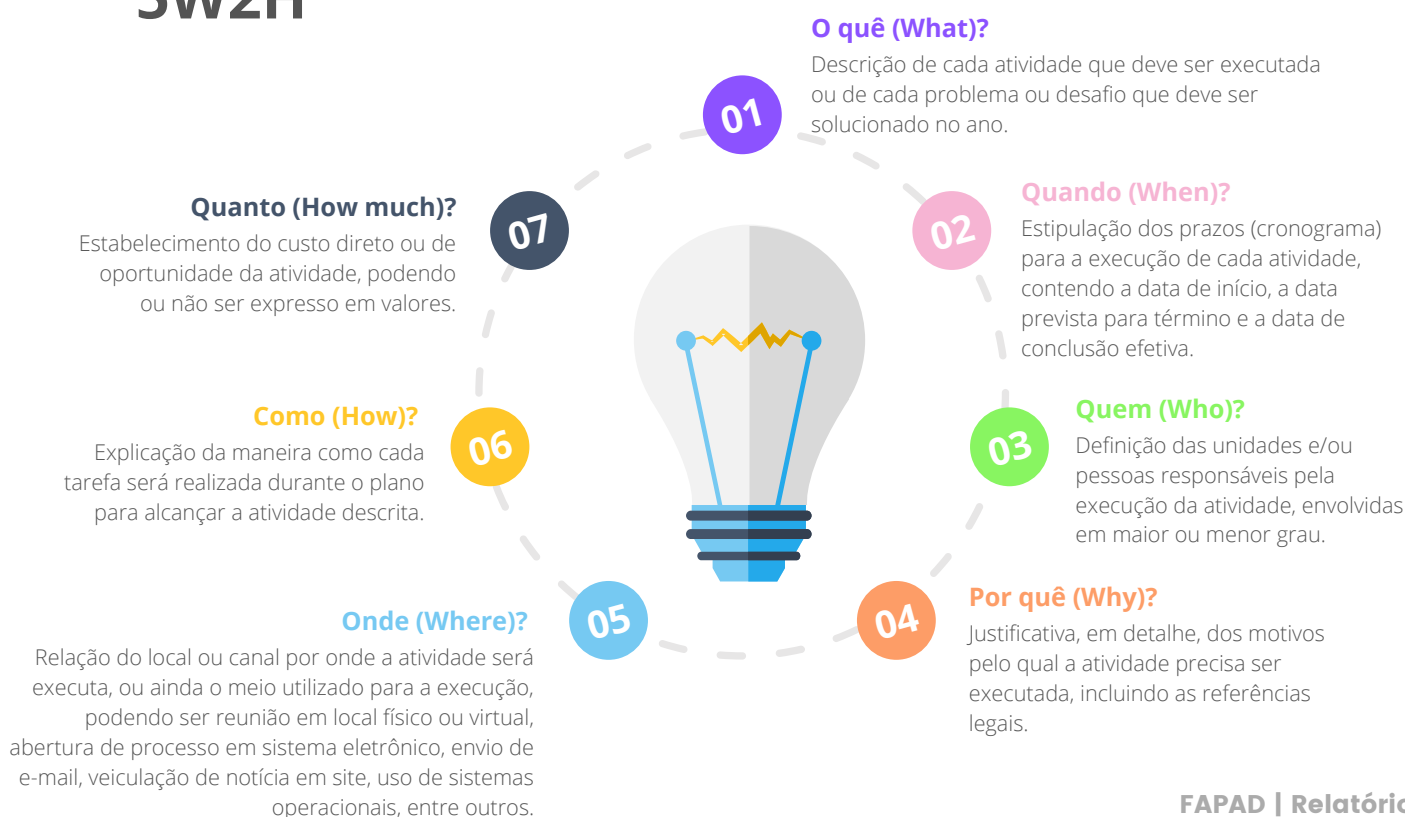 5W2H
O quê (What)?
Descrição de cada atividade que deve ser executada
ou de cada problema ou desafio que deve ser
solucionado no ano.
01
Quando (When)?
Estipulação dos prazos (cronograma)
para a execução de cada atividade,
contendo a data de início, a data
prevista para término e a data de
conclusão efetiva.
02
Quem (Who)?
Definição das unidades e/ou
pessoas responsáveis pela
execução da atividade, envolvidas
em maior ou menor grau.
03
Por quê (Why)?
Justificativa, em detalhe, dos motivos
pelo qual a atividade precisa ser
executada, incluindo as referências
legais.
04
Onde (Where)?
Relação do local ou canal por onde a atividade será
executa, ou ainda o meio utilizado para a execução,
podendo ser reunião em local físico ou virtual,
abertura de processo em sistema eletrônico, envio de
e-mail, veiculação de notícia em site, uso de sistemas
operacionais, entre outros.
05
Como (How)?
Explicação da maneira como cada
tarefa será realizada durante o plano
para alcançar a atividade descrita.
06
Quanto (How much)?
Estabelecimento do custo direto ou de
oportunidade da atividade, podendo
ou não ser expresso em valores.
07
FAPAD | Relatóri